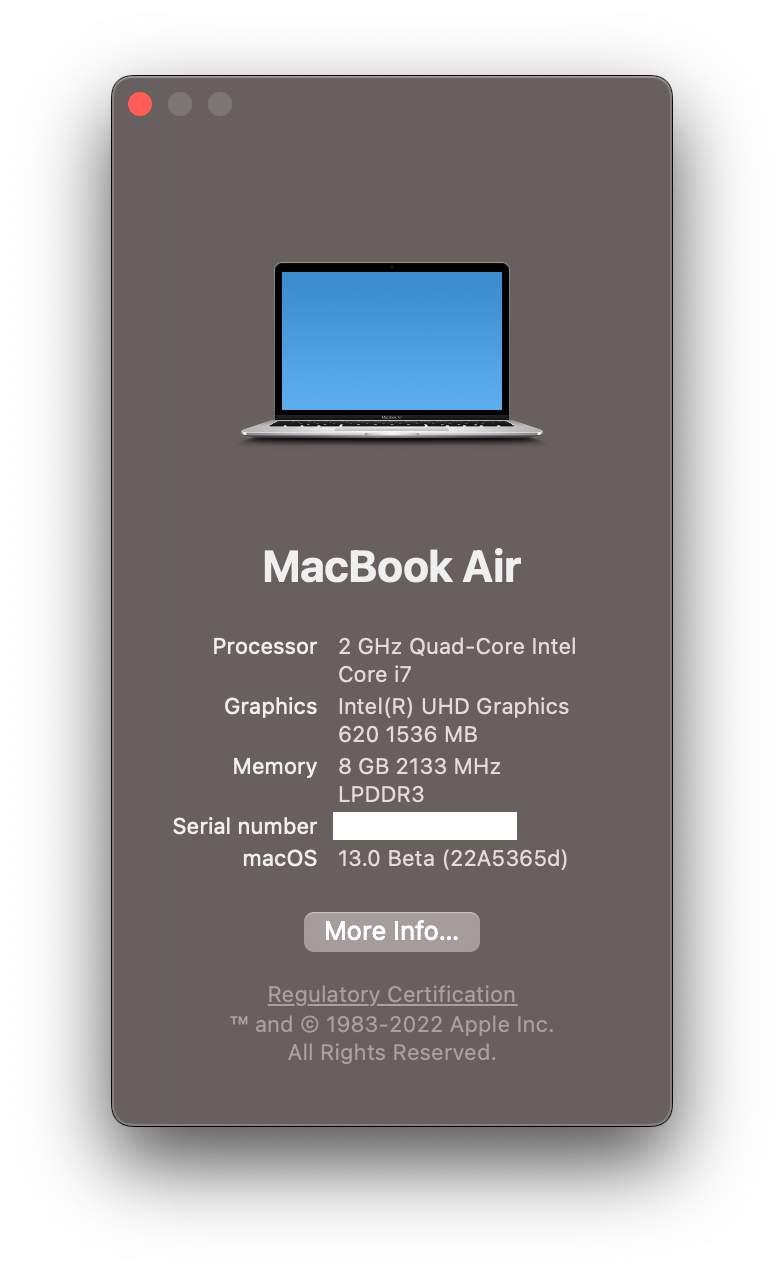 MacBook Air
Processor 2 GHz Quad-Core Intel
Core i7
Graphics Intel(R) UHD Graphics
620 1536 MB
Memory 8 GB 2133 MHz
LPDDR3
Serial number
macOS 13.0 Beta (22A5365d)
More Info...
Regulatory Certification
™ and © 1983-2022 Apple Inc.
All Rights Reserved.